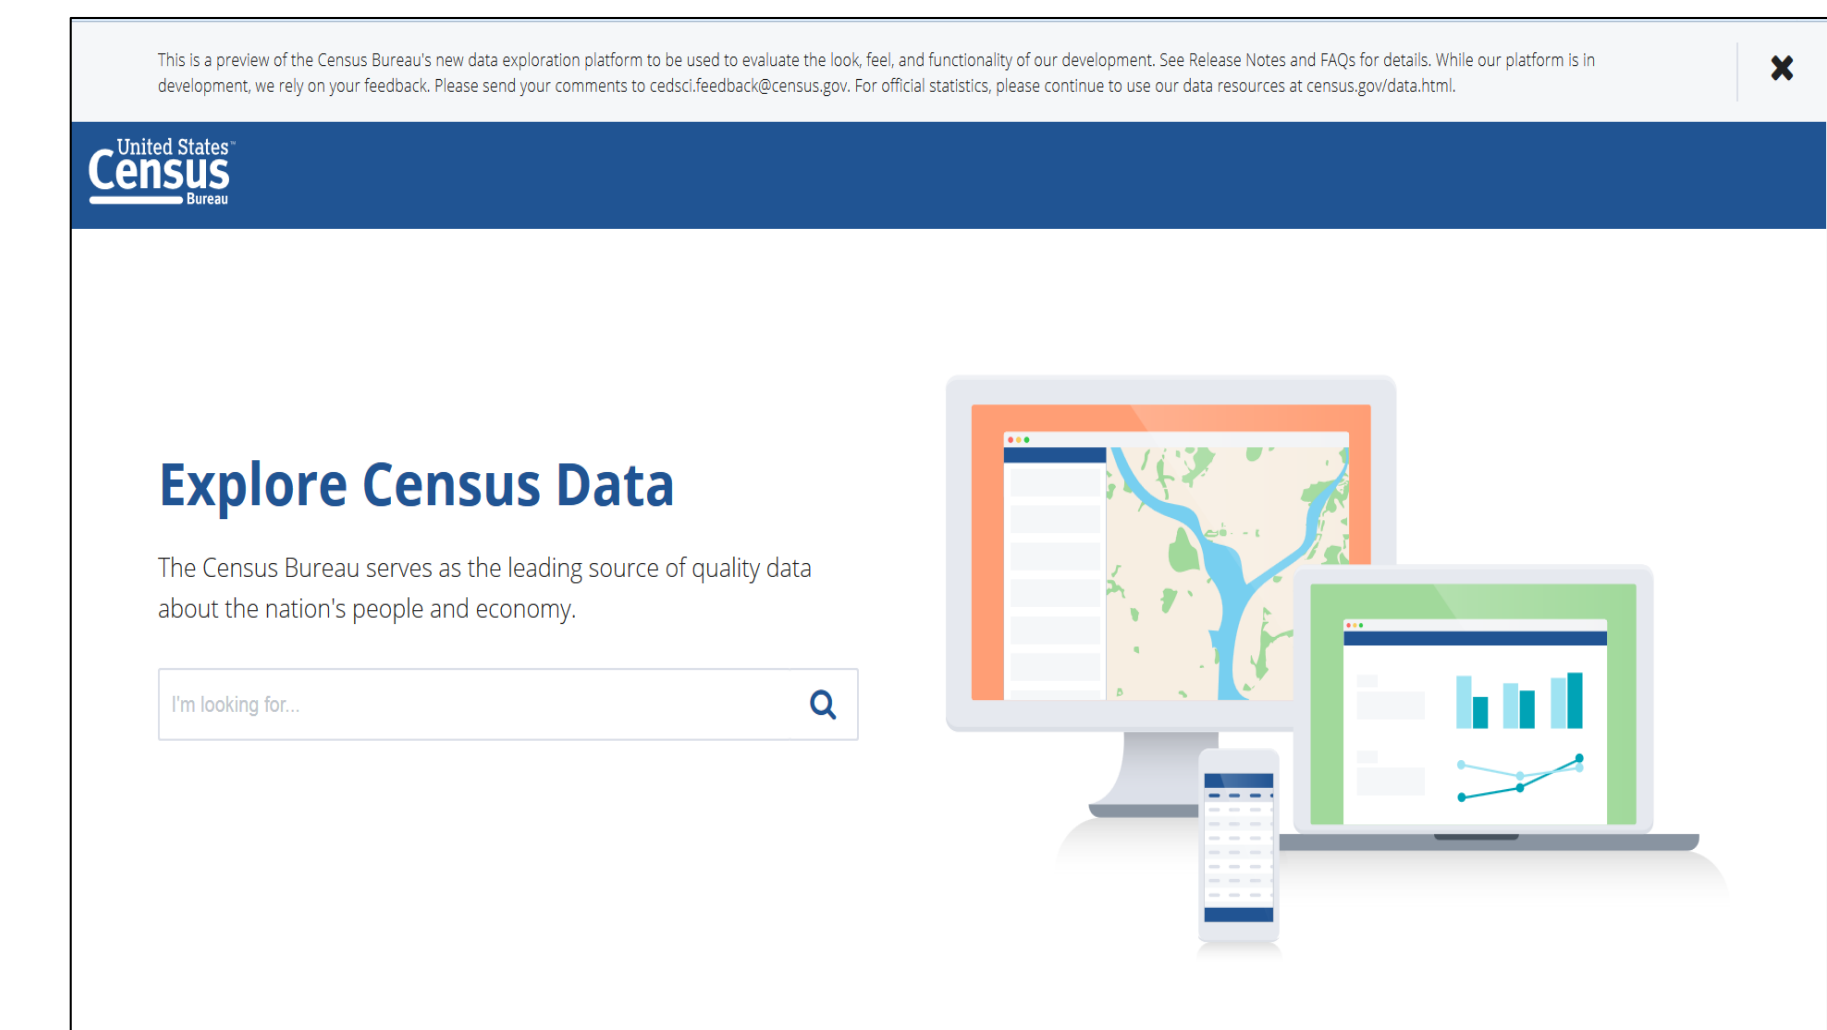 This is a preview of the Census Bureau's new data exploration platform to be used to evaluate the look, feel, and functionality of our development. See Release Notes and FAQs for details. While our platform is in
development, we rely on your feedback. Please send your comments to cedsci.feedback@census.gov. For official statistics, please continue to use our data resources at census.gov/data.html.
United States™
Census
Bureau
Explore Census Data
The Census Bureau serves as the leading source of quality data
about the nation's people and economy.
I'm looking for...